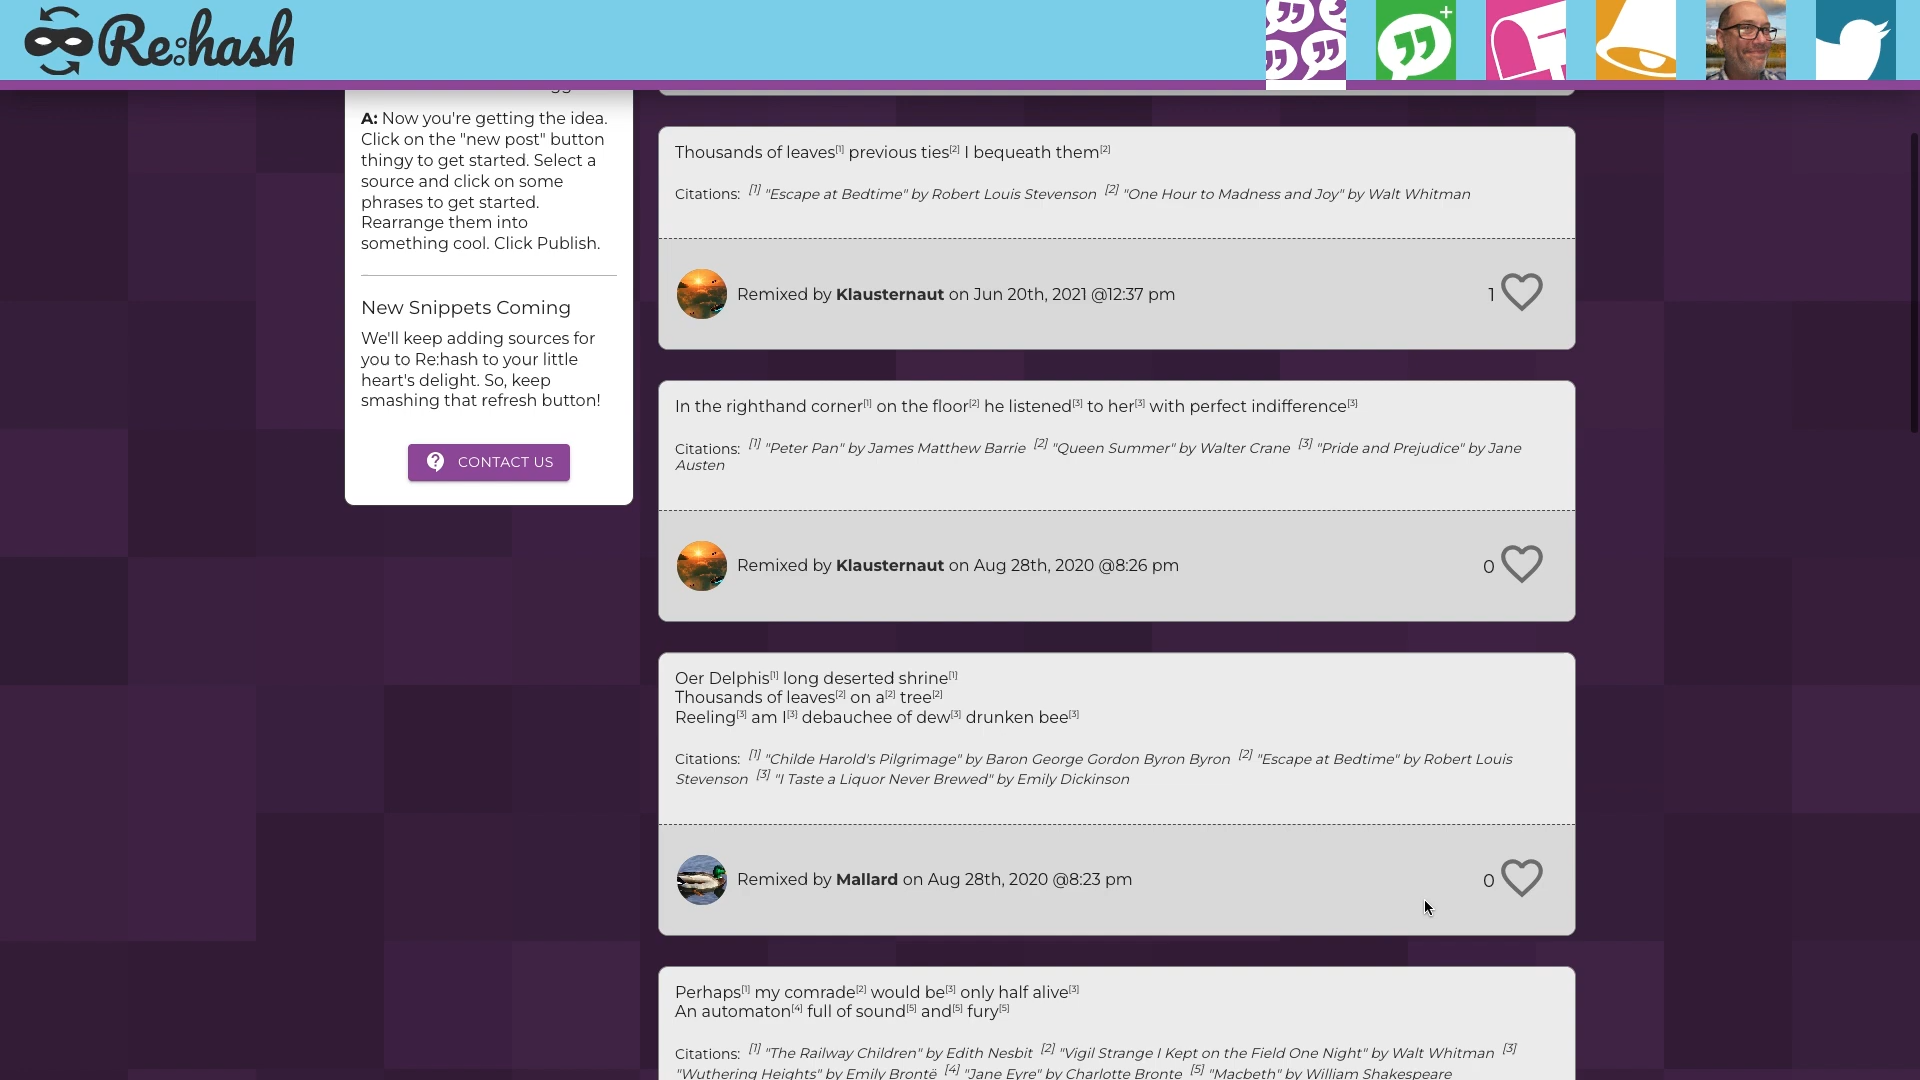 Re:hash
A: Now you're getting the idea.
Click on the "new post" button
thingy to get started. Select a
source and click on some
phrases to get started.
Rearrange them into
something cool. Click Publish.
New Snippets Coming
We'll keep adding sources for
you to Re:hash to your little
heart's delight. So, keep
smashing that refresh button!
CONTACT US
Thousands of leaves[1] previous ties[2] I bequeath them[2]
Citations: [1] "Escape at Bedtime" by Robert Louis Stevenson [2] "One Hour to Madness and Joy" by Walt Whitman
Remixed by Klausternaut on Jun 20th, 2021 @12:37 pm
1
In the righthand corner[1] on the floor[2] he listened[3] to her[3] with perfect indifference[3]
Citations: [1] "Peter Pan" by James Matthew Barrie [2] "Queen Summer" by Walter Crane [3] "Pride and Prejudice" by Jane
Austen
Remixed by Klausternaut on Aug 28th, 2020 @8:26 pm
0
Oer Delphis[1] long deserted shrine[1]
Thousands of leaves[2] on a[2] tree[2]
Reeling[3] am I[3] debauchee of dew[3] drunken bee[3]
Citations: [1] "Childe Harold's Pilgrimage" by Baron George Gordon Byron Byron [2] "Escape at Bedtime" by Robert Louis
Stevenson [3] "I Taste a Liquor Never Brewed" by Emily Dickinson
Remixed by Mallard on Aug 28th, 2020 @8:23 pm
0
Perhaps[1] my comrade[2] would be[3] only half alive[3]
An automaton[4] full of sound[5] and[5] fury[5]
Citations: [1] "The Railway Children" by Edith Nesbit [2] "Vigil Strange I Kept on the Field One Night" by Walt Whitman [3]
"Wuthering Heights" by Emily Brontë [4] "Jane Eyre" by Charlotte Bronte [5] "Macbeth" by William Shakespeare